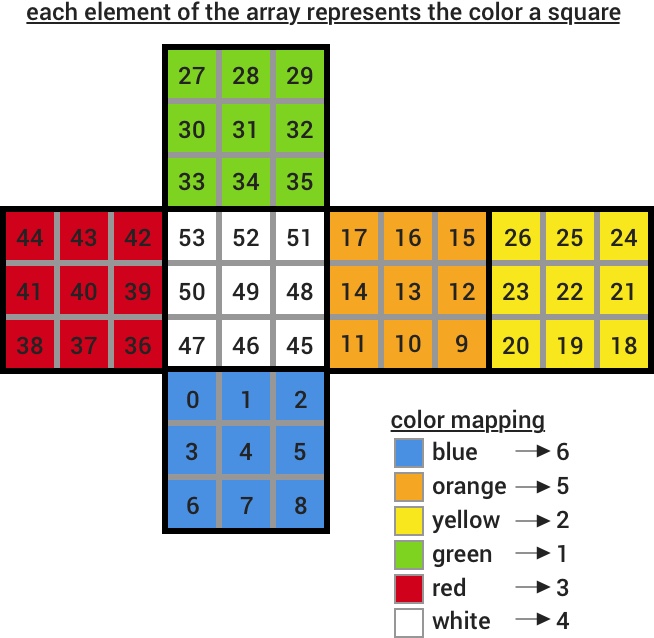 each element of the array represents the color a square
27 28 29
30 31 32
33 34 35
44 43 42 53 52 51 17 16 15 26 25 24
41 40 39 50 49 48 14 13 12 23 22 21
38 37 36 47 46 45 11 10 9 20 19 18
0 1 2
3 4 5
6 7 8
color mapping
blue → 6
orange → 5
yellow → 2
green → 1
red → 3
white → 4